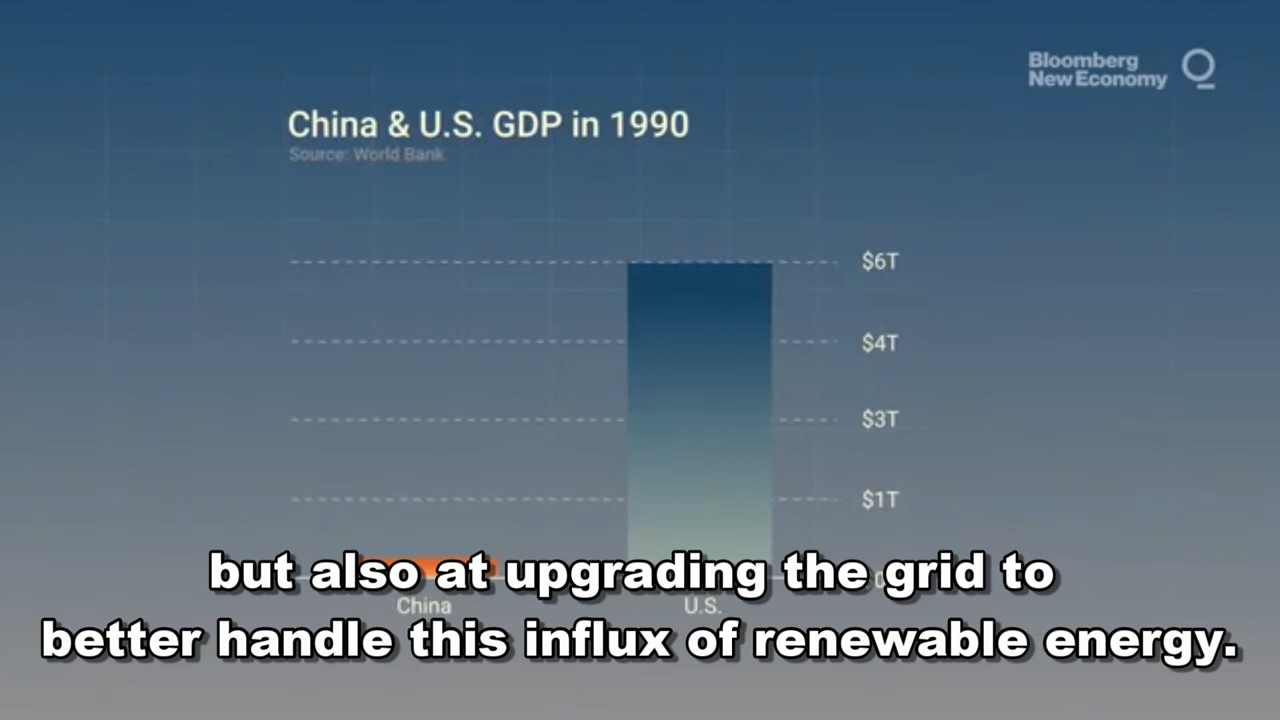 Bloomberg
New Economy
China & U.S. GDP in 1990
Source: World Bank
$6T
$4T
$3T
$1T
China
U.S.
but also at upgrading the grid to
better handle this influx of renewable energy.